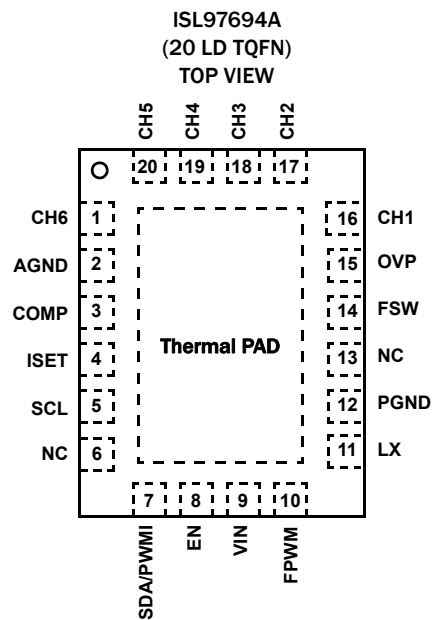 ISL97694A
(20 LD TQFN)
TOP VIEW
CH5 CH4 CH3 CH2
20 19 18 17
CH6 1 16 CH1
AGND 2 15 OVP
COMP 3 14 FSW
ISET 4 Thermal PAD 13 NC
SCL 5 12 PGND
NC 6 11 LX
7 8 9 10
SDA/PWMI EN VIN FPWM